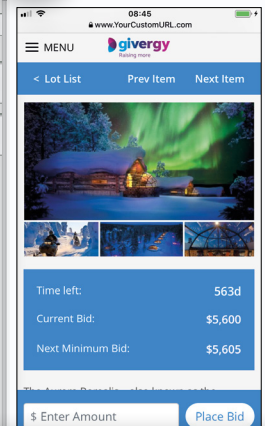 08:45
www.YourCustomURL.com
MENU
givergy
Raising more
< Lot List Prev Item Next Item
Time left: 563d
Current Bid: $5,600
Next Minimum Bid: $5,605
$ Enter Amount Place Bid